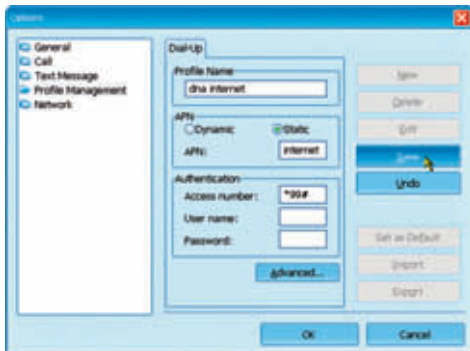 Options
General
Call
Text Message
Profile Management
Network
Dial-Up
Profile Name
dna internet
APN
Dynamic
Static
APN:
internet
Authentication
Access number:
*99#
User name:
Password:
Advanced...
New
Delete
Edit
Save
Undo
Set as Default
Import
Export
OK
Cancel